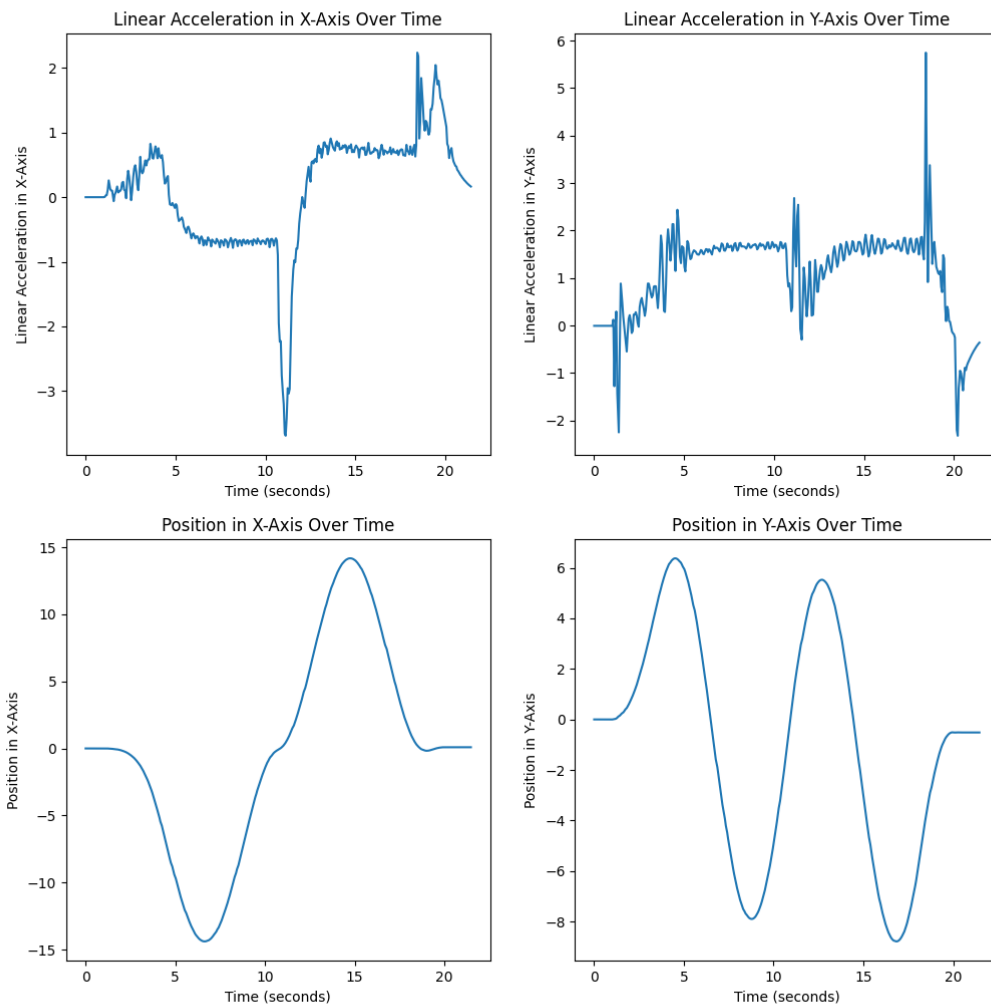 Linear Acceleration in X-Axis Over Time
Linear Acceleration in X-Axis
2
1
0
−1
−2
−3
0 5 10 15 20
Time (seconds)
Linear Acceleration in Y-Axis Over Time
Linear Acceleration in Y-Axis
6
5
4
3
2
1
0
−1
−2
0 5 10 15 20
Time (seconds)
Position in X-Axis Over Time
Position in X-Axis
15
10
5
0
−5
−10
−15
0 5 10 15 20
Time (seconds)
Position in Y-Axis Over Time
Position in Y-Axis
6
4
2
0
−2
−4
−6
−8
0 5 10 15 20
Time (seconds)